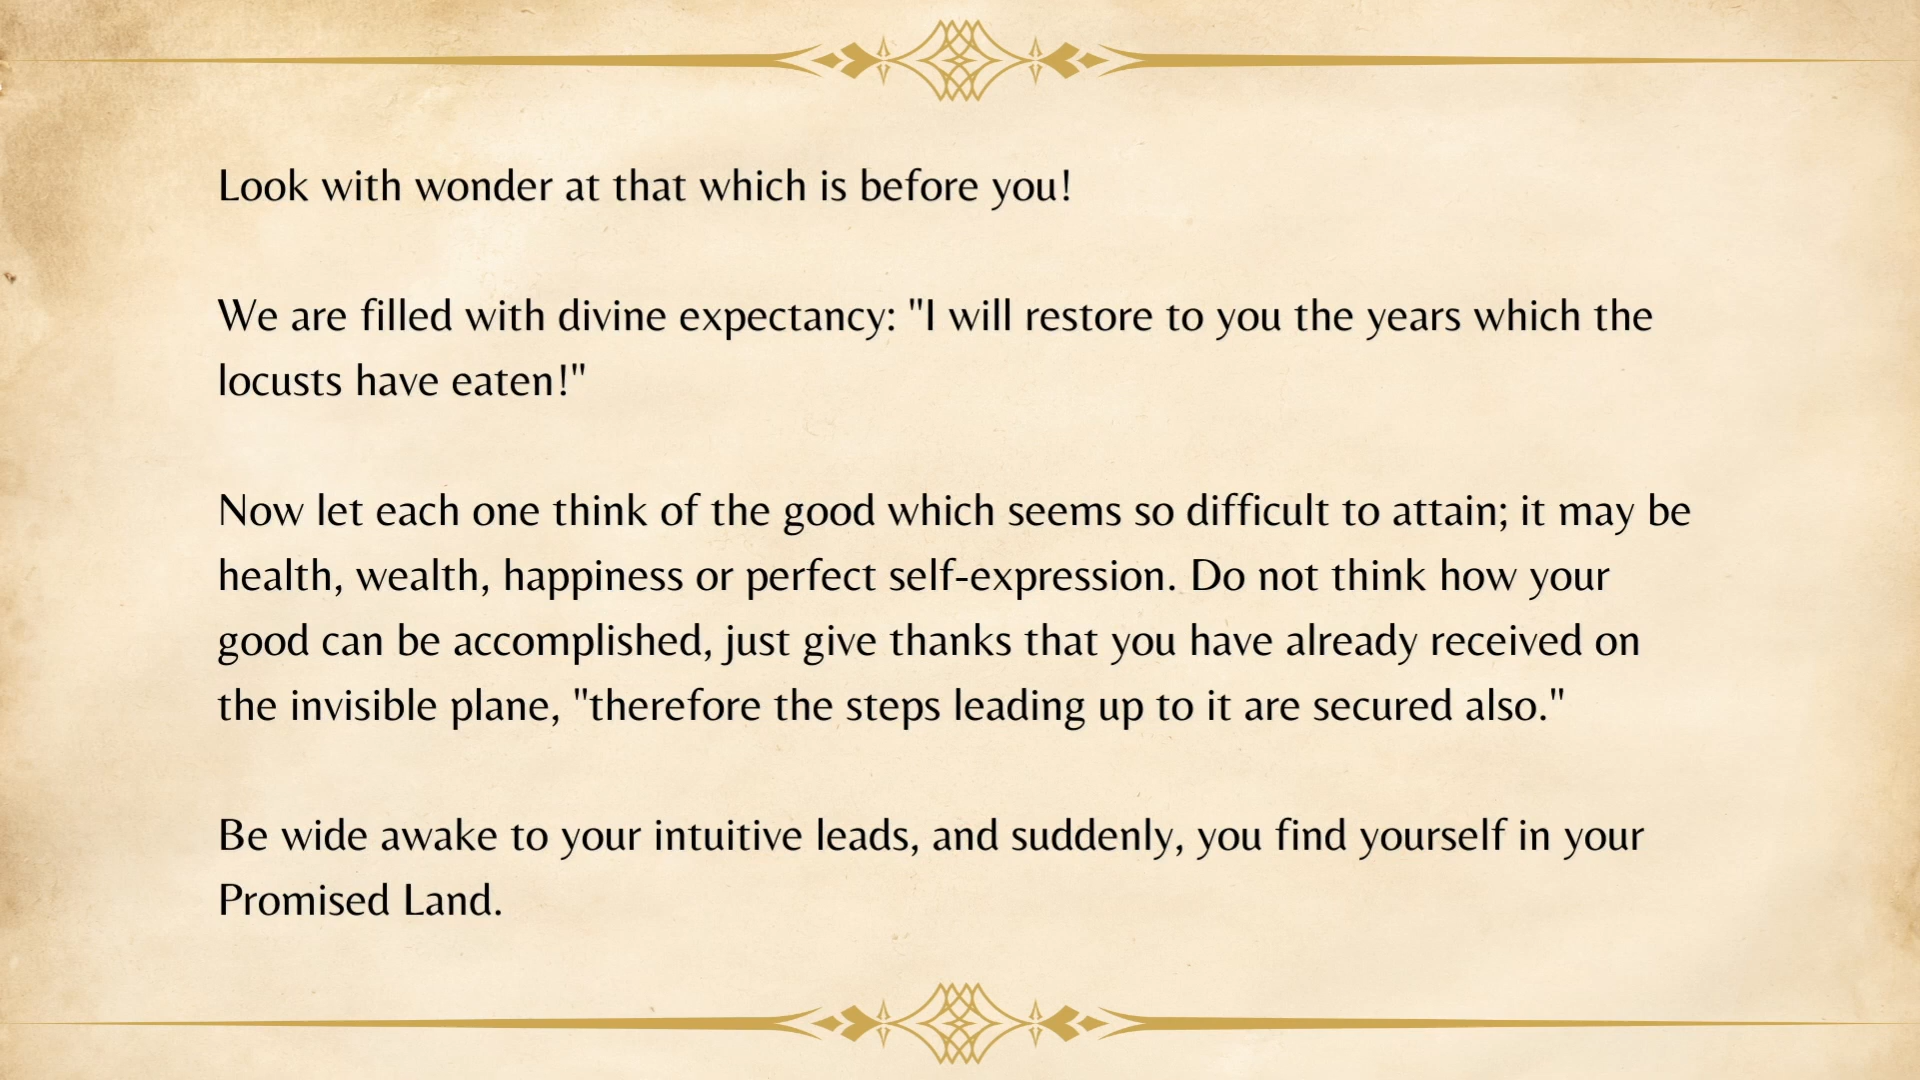 Look with wonder at that which is before you!
We are filled with divine expectancy: "I will restore to you the years which the
locusts have eaten!"
Now let each one think of the good which seems so difficult to attain; it may be
health, wealth, happiness or perfect self-expression. Do not think how your
good can be accomplished, just give thanks that you have already received on
the invisible plane, "therefore the steps leading up to it are secured also."
Be wide awake to your intuitive leads, and suddenly, you find yourself in your
Promised Land.